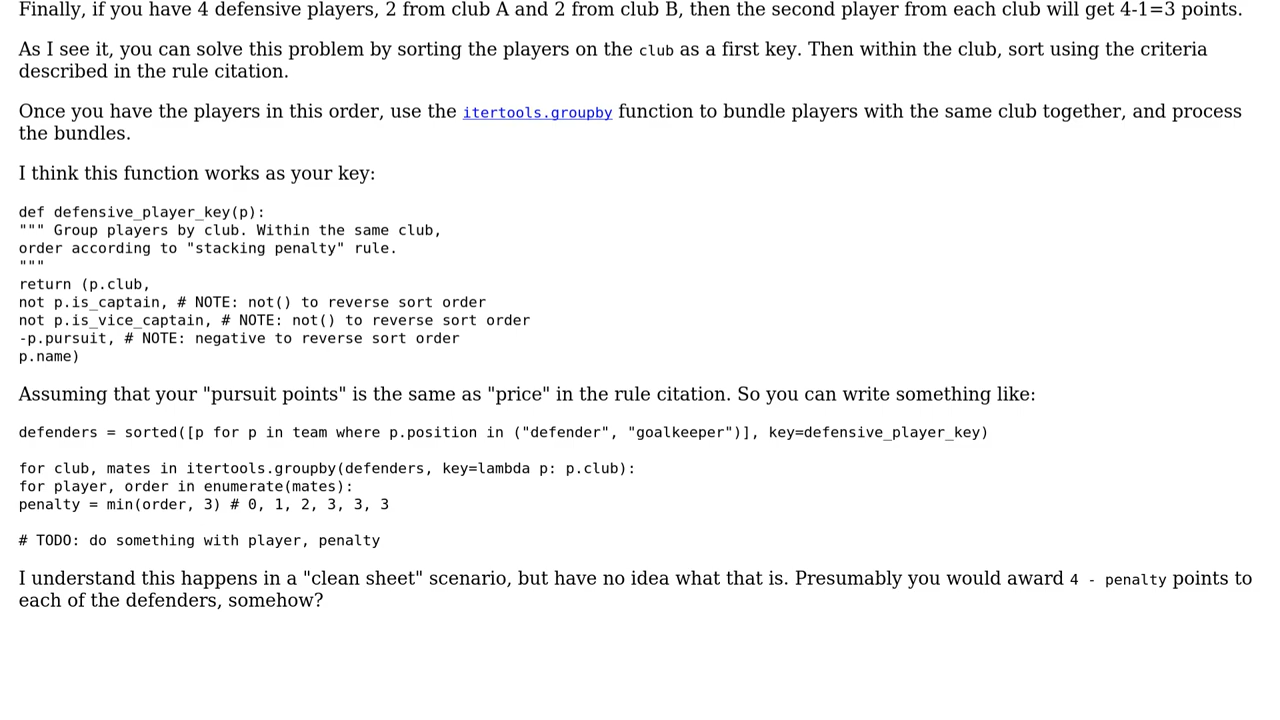 Finally, if you have 4 defensive players, 2 from club A and 2 from club B, then the second player from each club will get 4-1=3 points.
As I see it, you can solve this problem by sorting the players on the club as a first key. Then within the club, sort using the criteria
described in the rule citation.
Once you have the players in this order, use the itertools.groupby function to bundle players with the same club together, and process
the bundles.
I think this function works as your key:
def defensive_player_key(p):
""" Group players by club. Within the same club,
order according to "stacking penalty" rule.
"""
return (p.club,
not p.is_captain, # NOTE: not() to reverse sort order
not p.is_vice_captain, # NOTE: not() to reverse sort order
-p.pursuit, # NOTE: negative to reverse sort order
p.name)
Assuming that your "pursuit points" is the same as "price" in the rule citation. So you can write something like:
defenders = sorted([p for p in team where p.position in ("defender", "goalkeeper")], key=defensive_player_key)
for club, mates in itertools.groupby(defenders, key=lambda p: p.club):
for player, order in enumerate(mates):
penalty = min(order, 3) # 0, 1, 2, 3, 3, 3
# TODO: do something with player, penalty
I understand this happens in a "clean sheet" scenario, but have no idea what that is. Presumably you would award 4 - penalty points to
each of the defenders, somehow?